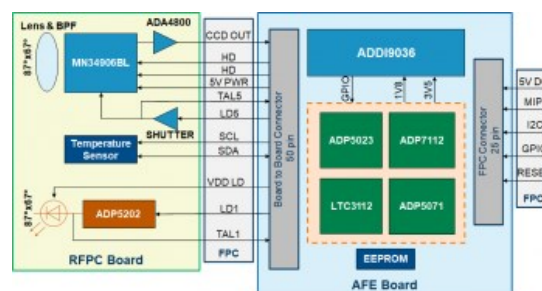 Lens & BPF
ADA4800
87°x67°
MN34906BL
SHUTTER
Temperature
Sensor
87°x67°
ADP5202
RFPC Board
FPC
CCD OUT
HD
HD
5V PWR
TAL5
LD5
SCL
SDA
VDD LD
LD1
TAL1
FPC
Board to Board Connector
50 pin
ADDI9036
GPIO
1V8
3V5
ADP5023
ADP7112
LTC3112
ADP5071
EEPROM
AFE Board
FPC Connector
25 pin
5V D
MIP
I2C
GPIO
RESE
FPC